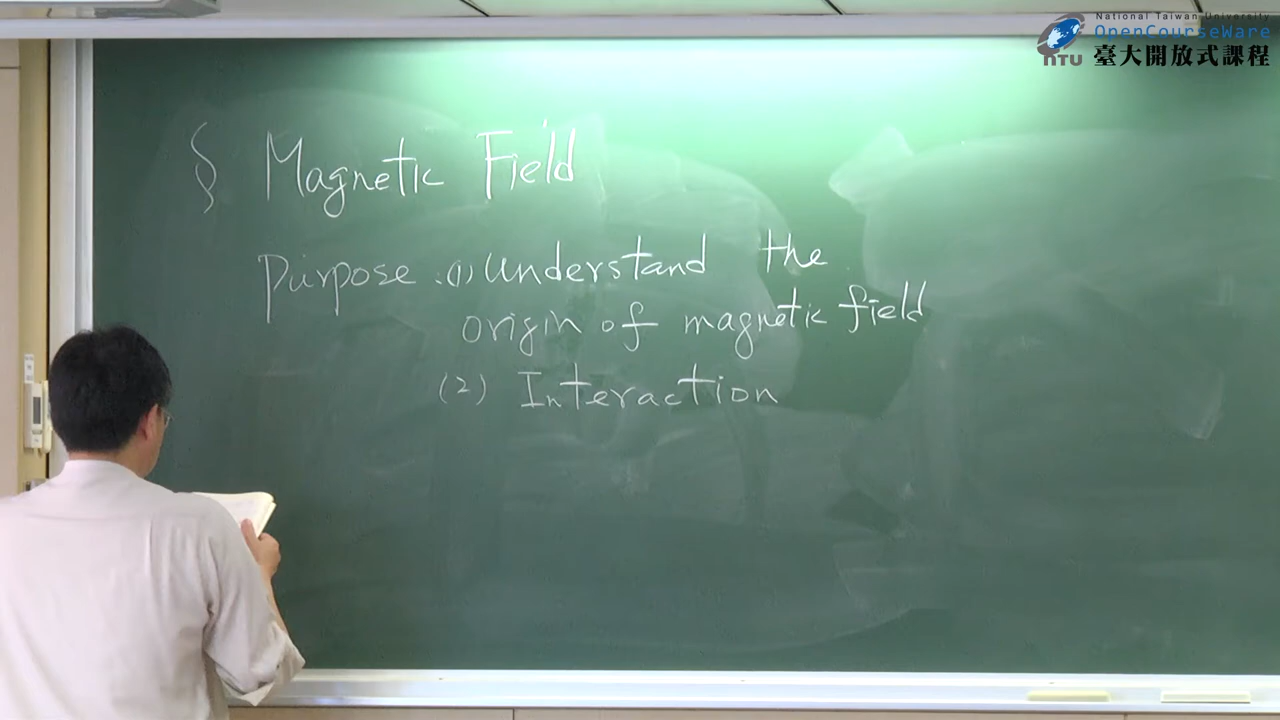 National Taiwan University
OpenCourseWare
NTU 臺大開放式課程
§ Magnetic Field
Purpose : (1) Understand the
origin of magnetic field
(2) Interaction